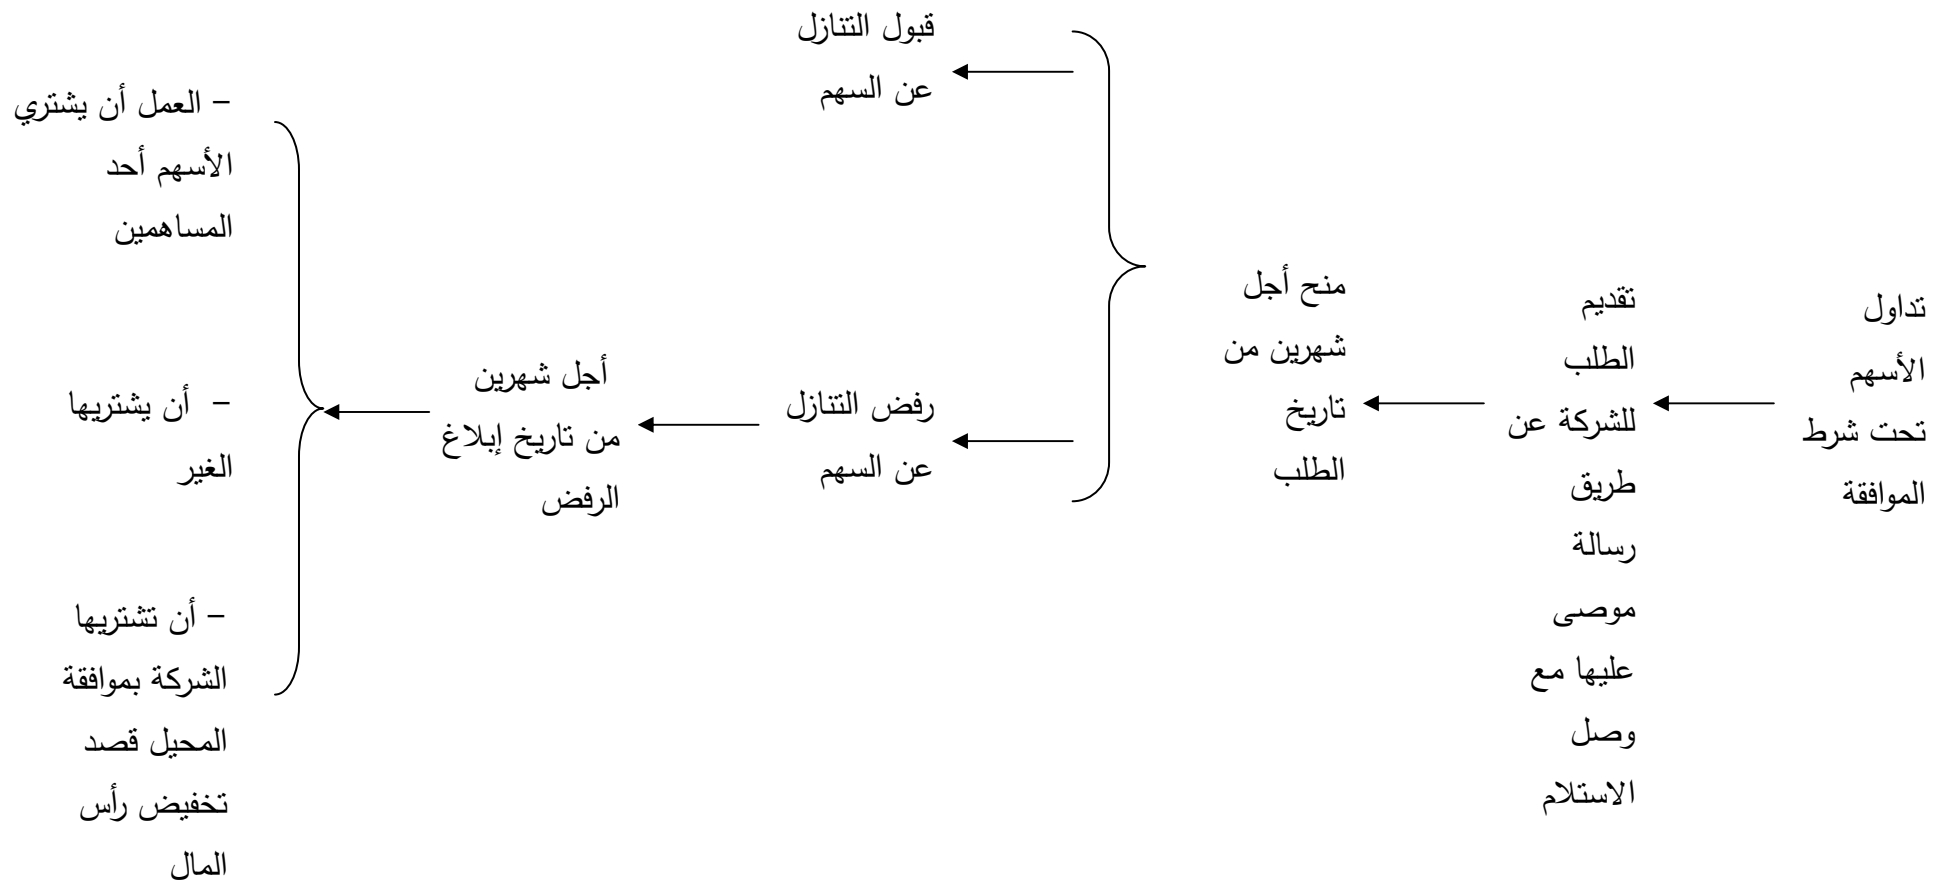 تداول
الأسهم
تحت شرط
الموافقة
تقديم
الطلب
للشركة عن
طريق
رسالة
موصى
عليها مع
وصل
الاستلام
منح أجل
شهرين من
تاريخ
الطلب
قبول التنازل
عن السهم
رفض التنازل
عن السهم
أجل شهرين
من تاريخ إبلاغ
الرفض
– العمل أن يشتري
الأسهم أحد
المساهمين
– أن يشتريها
الغير
– أن تشتريها
الشركة بموافقة
المحيل قصد
تخفيض رأس
المال